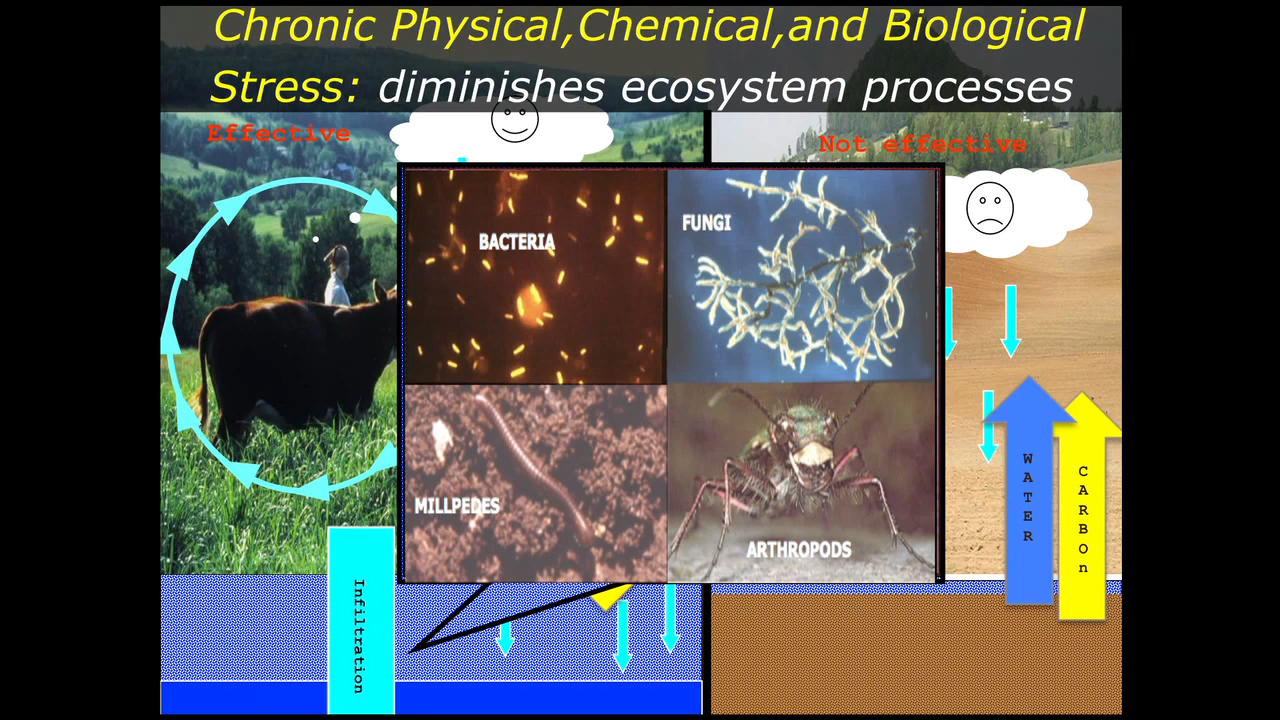 Chronic Physical,Chemical,and Biological
Stress: diminishes ecosystem processes
Effective
Not effective
BACTERIA
FUNGI
MILLPEDES
ARTHROPODS
WATER
CARBOn
Infiltration